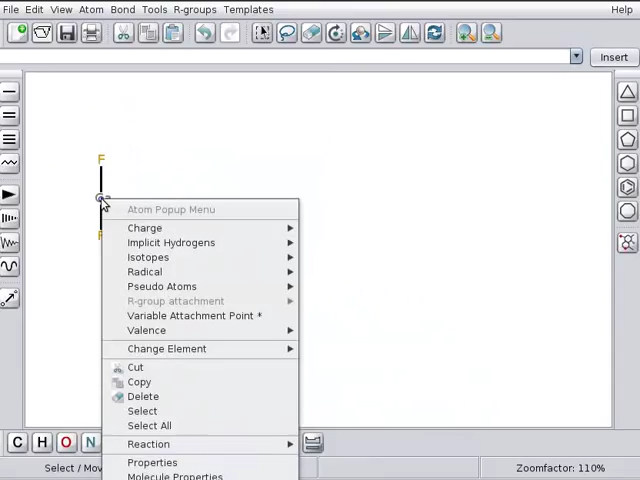 File Edit View Atom Bond Tools R-groups Templates Help
Insert
F
Atom Popup Menu
Charge
Implicit Hydrogens
Isotopes
Radical
Pseudo Atoms
R-group attachment
Variable Attachment Point *
Valence
Change Element
Cut
Copy
Delete
Select
Select All
Reaction
Properties
Molecule Properties
C H O N
Select / Mov Zoomfactor: 110%